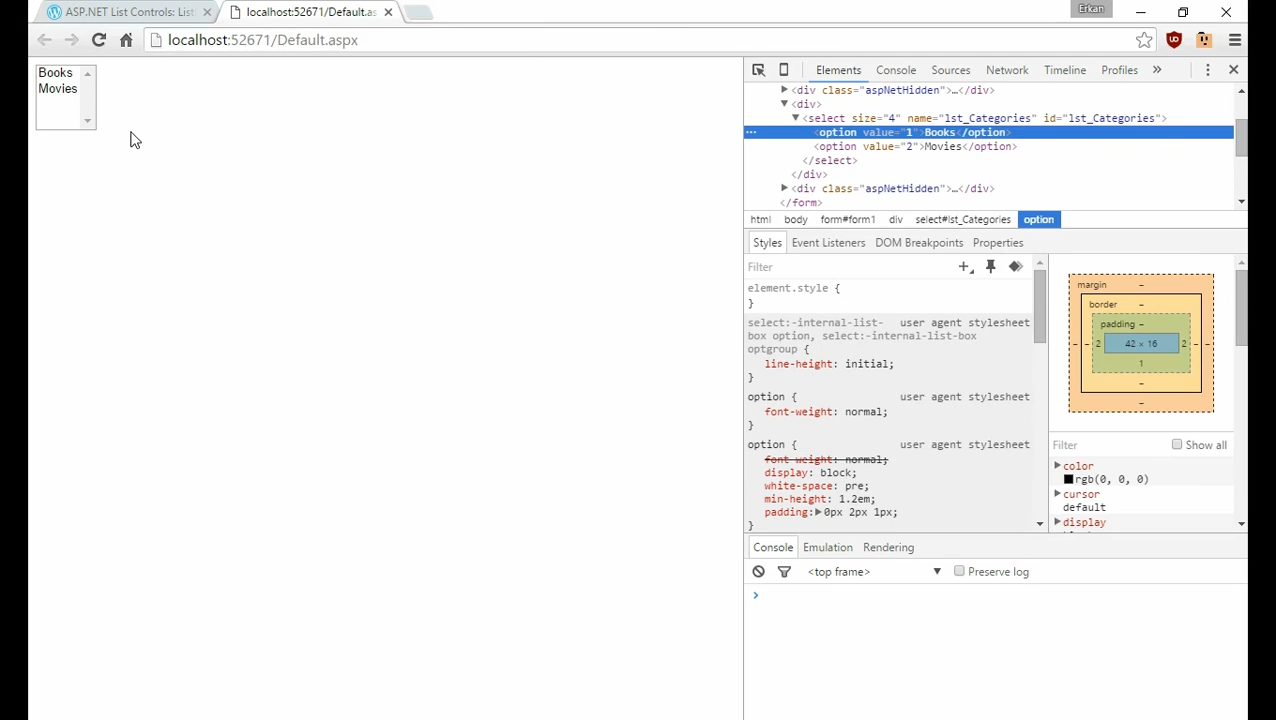 ASP.NET List Controls: List
localhost:52671/Default.as
Erkan
localhost:52671/Default.aspx
Books
Movies
Elements Console Sources Network Timeline Profiles »
<div class="aspNetHidden">…</div>
<div>
<select size="4" name="lst_Categories" id="lst_Categories">
<option value="1">Books</option>
<option value="2">Movies</option>
</select>
</div>
<div class="aspNetHidden">…</div>
</form>
html body form#form1 div select#lst_Categories option
Styles Event Listeners DOM Breakpoints Properties
Filter
element.style {
}
select:-internal-list- user agent stylesheet
box option, select:-internal-list-box
optgroup {
line-height: initial;
}
option { user agent stylesheet
font-weight: normal;
}
option { user agent stylesheet
font-weight: normal;
display: block;
white-space: pre;
min-height: 1.2em;
padding: 0px 2px 1px;
}
margin -
border -
padding -
- - 2 42 × 16 2 - -
1
-
-
Filter Show all
color
rgb(0, 0, 0)
cursor
default
display
Console Emulation Rendering
<top frame> Preserve log
>